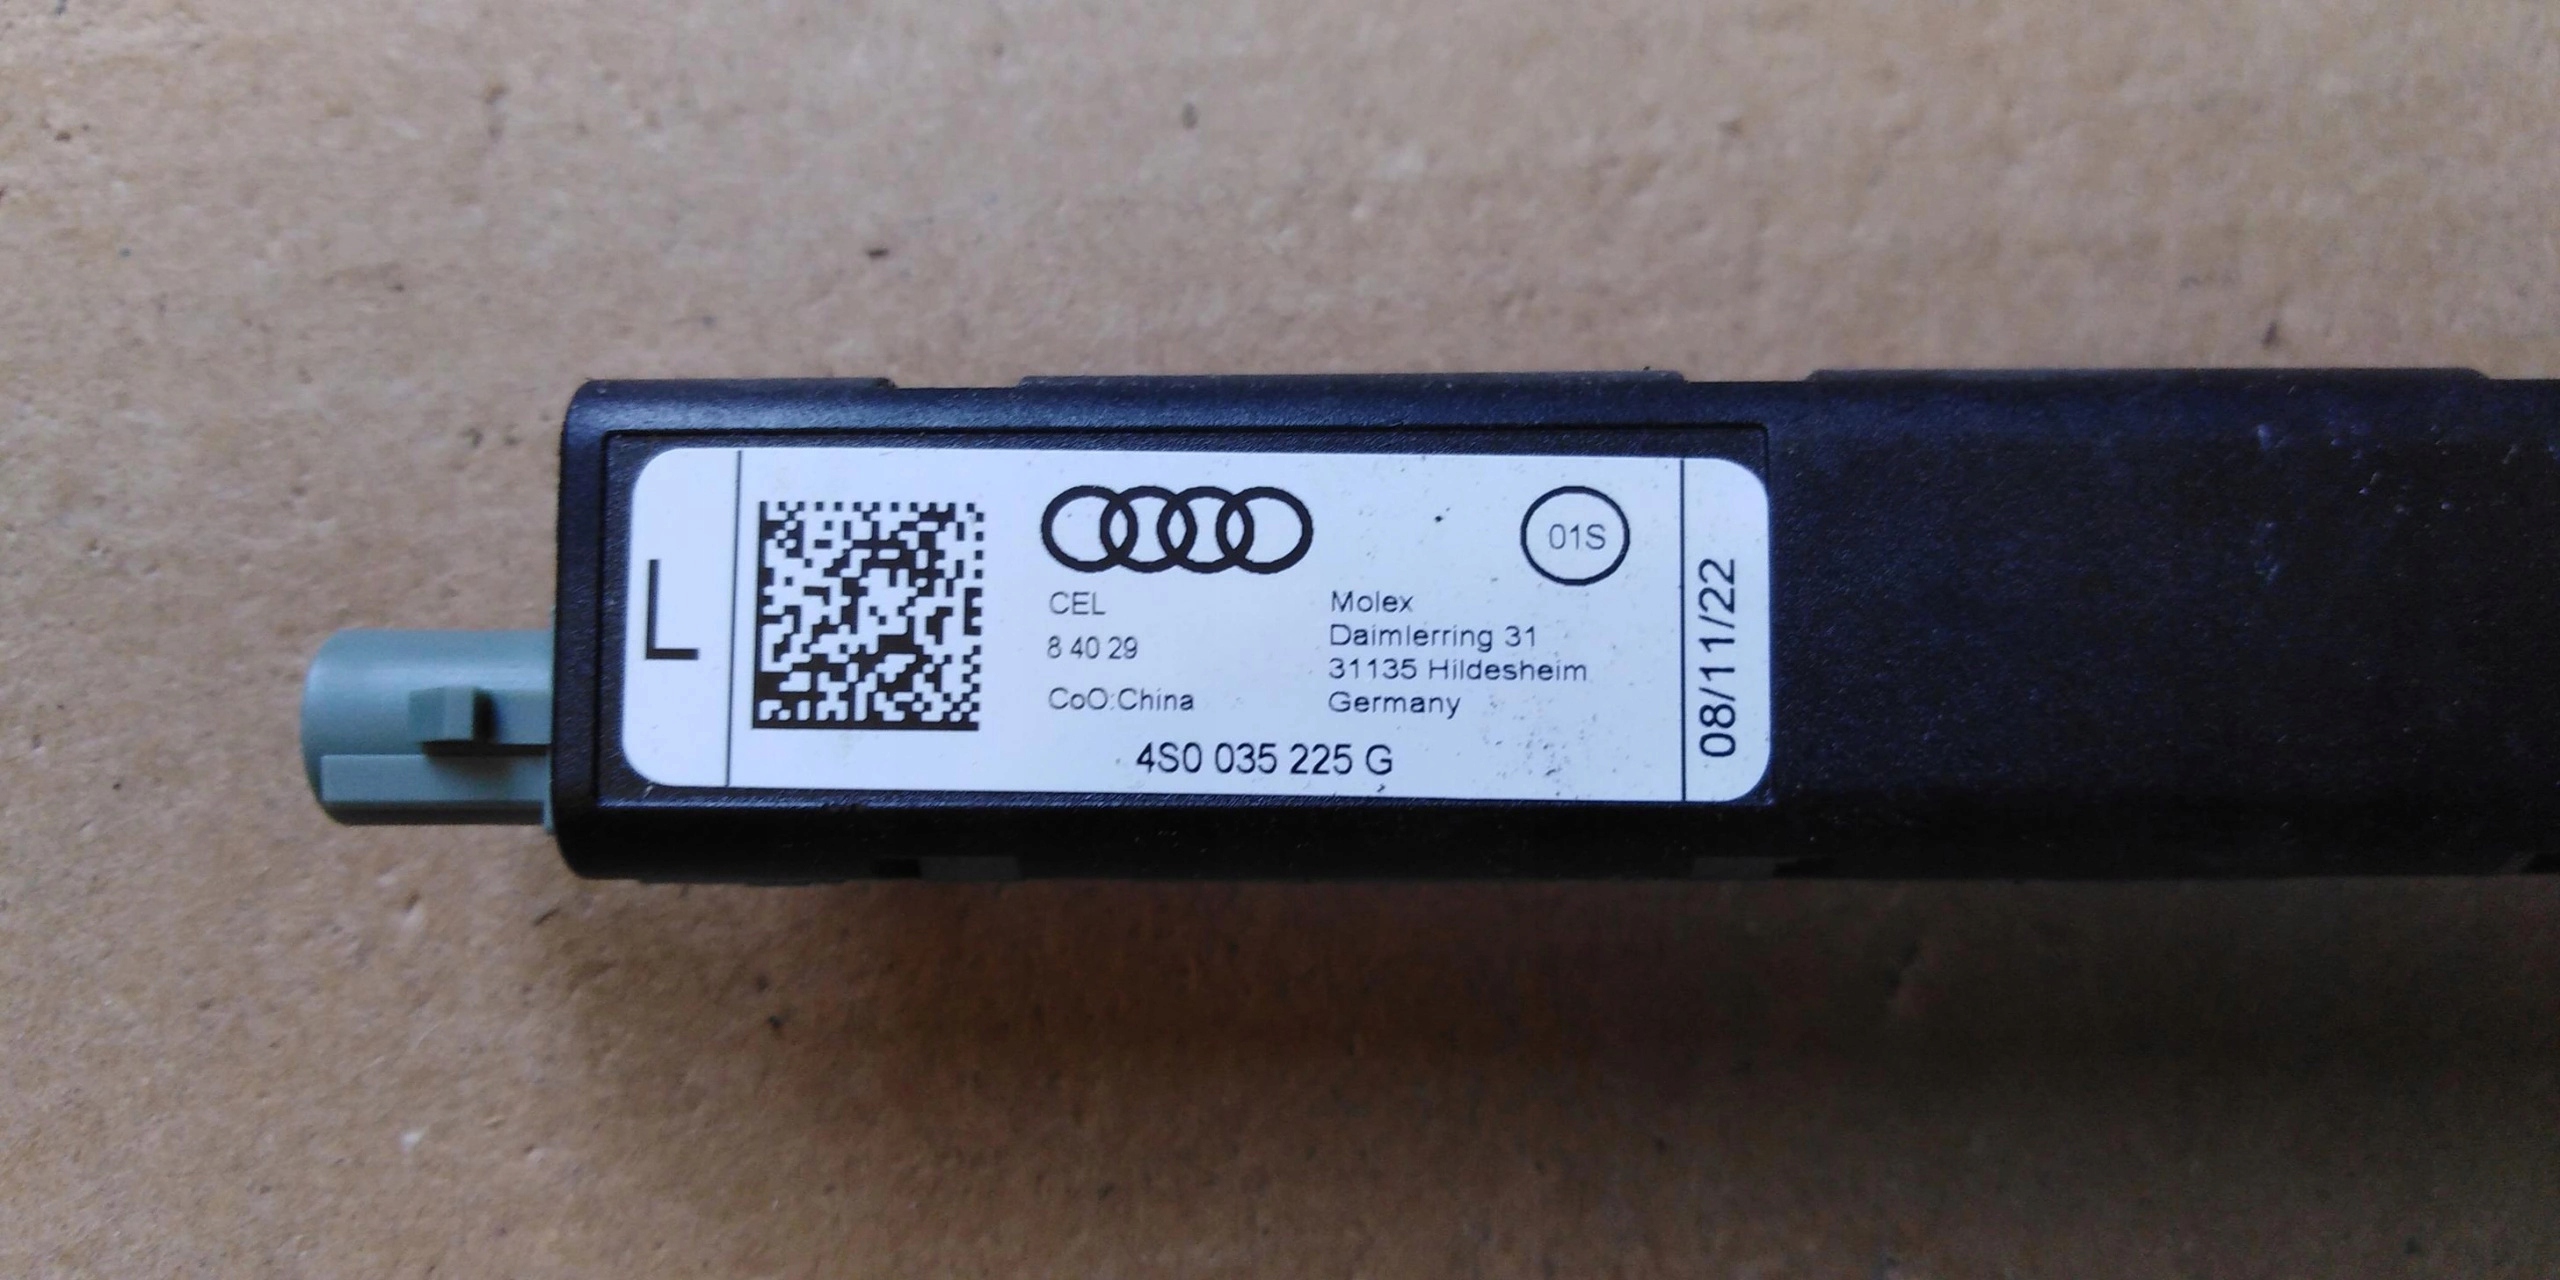 L
01S
CEL
8 40 29
CoO:China
Molex
Daimlerring 31
31135 Hildesheim
Germany
4S0 035 225 G
08/11/22